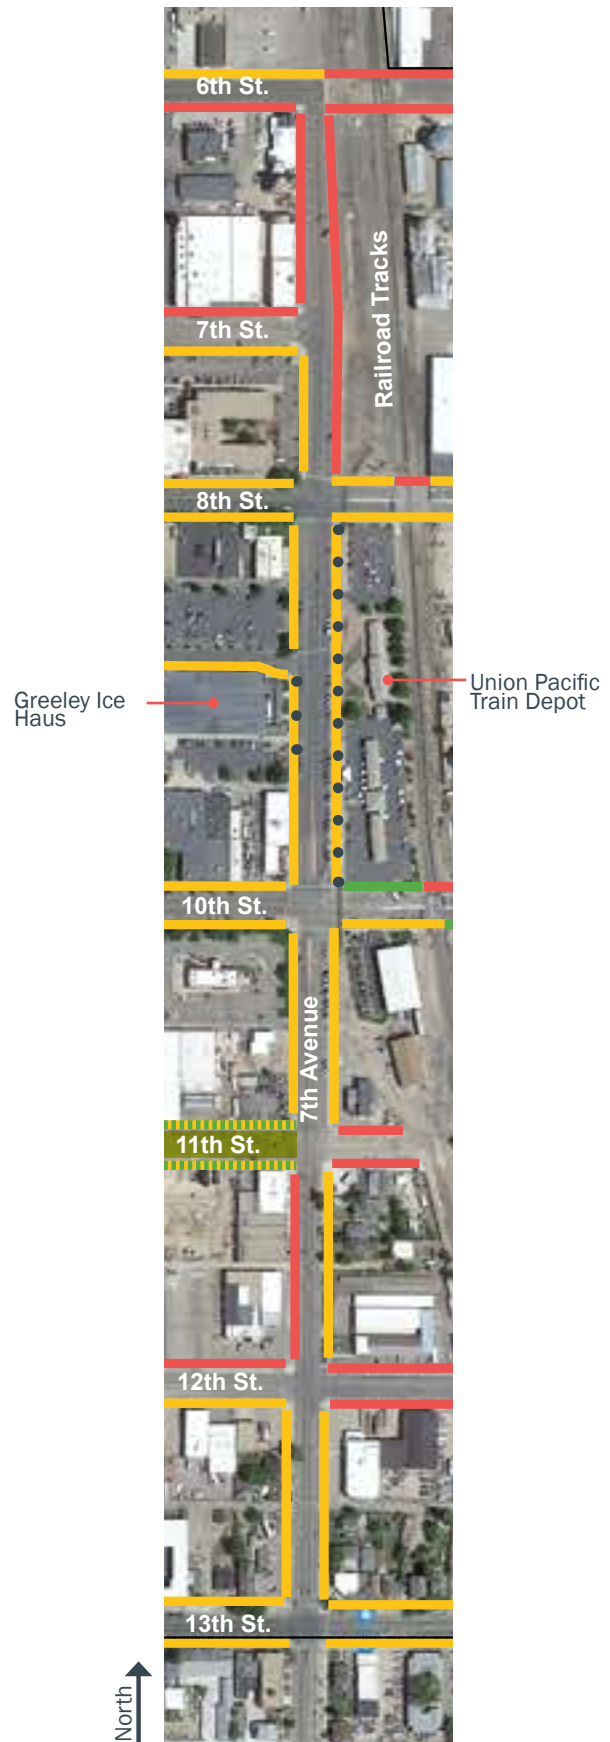 6th St.
Railroad Tracks
7th St.
8th St.
Union Pacific
Train Depot
Greeley Ice
Haus
10th St.
7th Avenue
11th St.
12th St.
13th St.
North